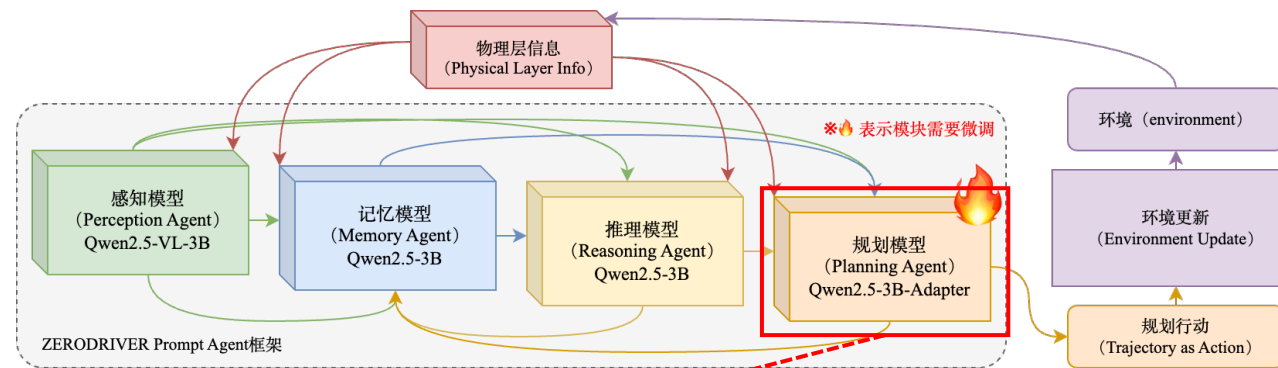 物理层信息
（Physical Layer Info）
※🔥 表示模块需要微调
环境（environment）
感知模型
（Perception Agent）
Qwen2.5-VL-3B
记忆模型
（Memory Agent）
Qwen2.5-3B
推理模型
（Reasoning Agent）
Qwen2.5-3B
规划模型
（Planning Agent）
Qwen2.5-3B-Adapter
环境更新
（Environment Update）
规划行动
（Trajectory as Action）
ZERODRIVER Prompt Agent框架